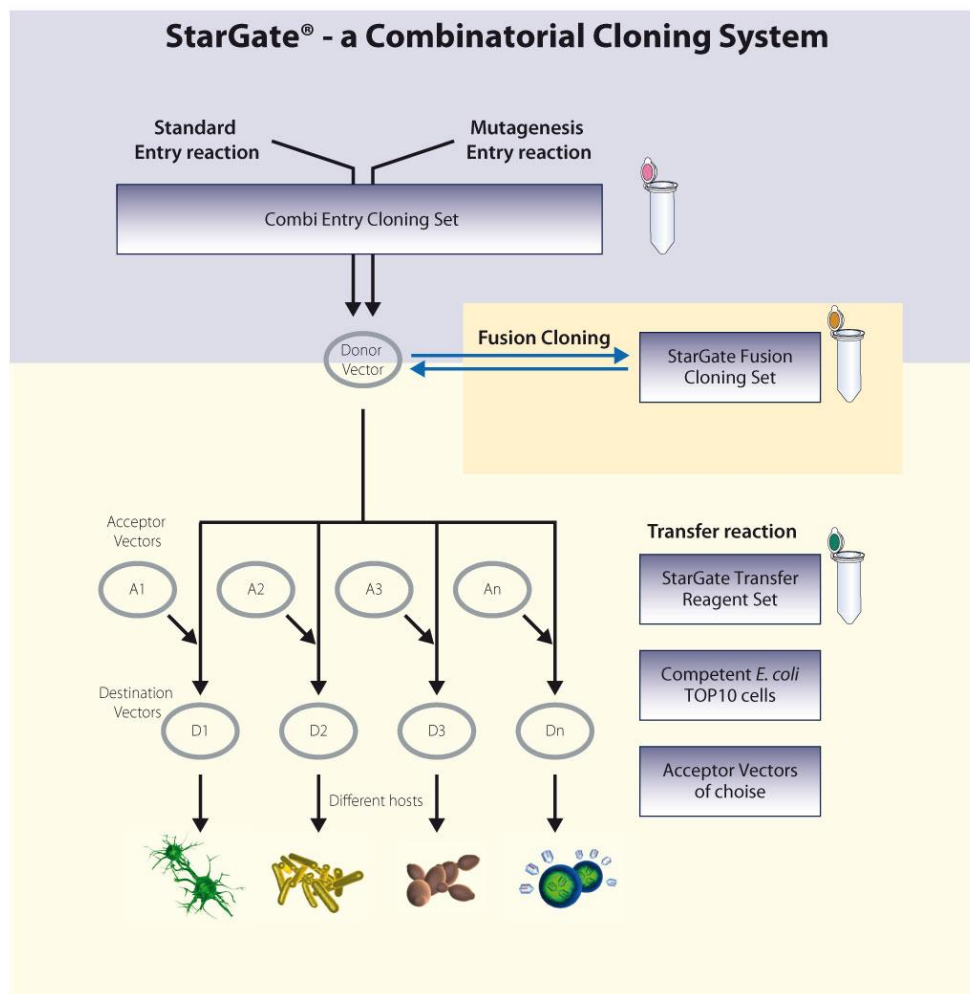 StarGate® - a Combinatorial Cloning System
Standard
Entry reaction
Mutagenesis
Entry reaction
Combi Entry Cloning Set
Donor
Vector
Fusion Cloning
StarGate Fusion
Cloning Set
Acceptor
Vectors
A1
A2
A3
An
Transfer reaction
StarGate Transfer
Reagent Set
Competent E. coli
TOP10 cells
Destination
Vectors
D1
D2
D3
Dn
Acceptor Vectors
of choise
Different hosts